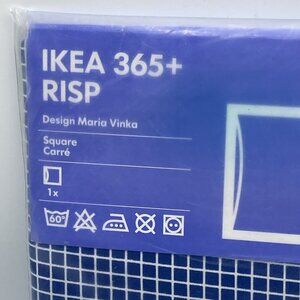 IKEA 365+
RISP
Design Maria Vinka
Square
Carré
1x
60°